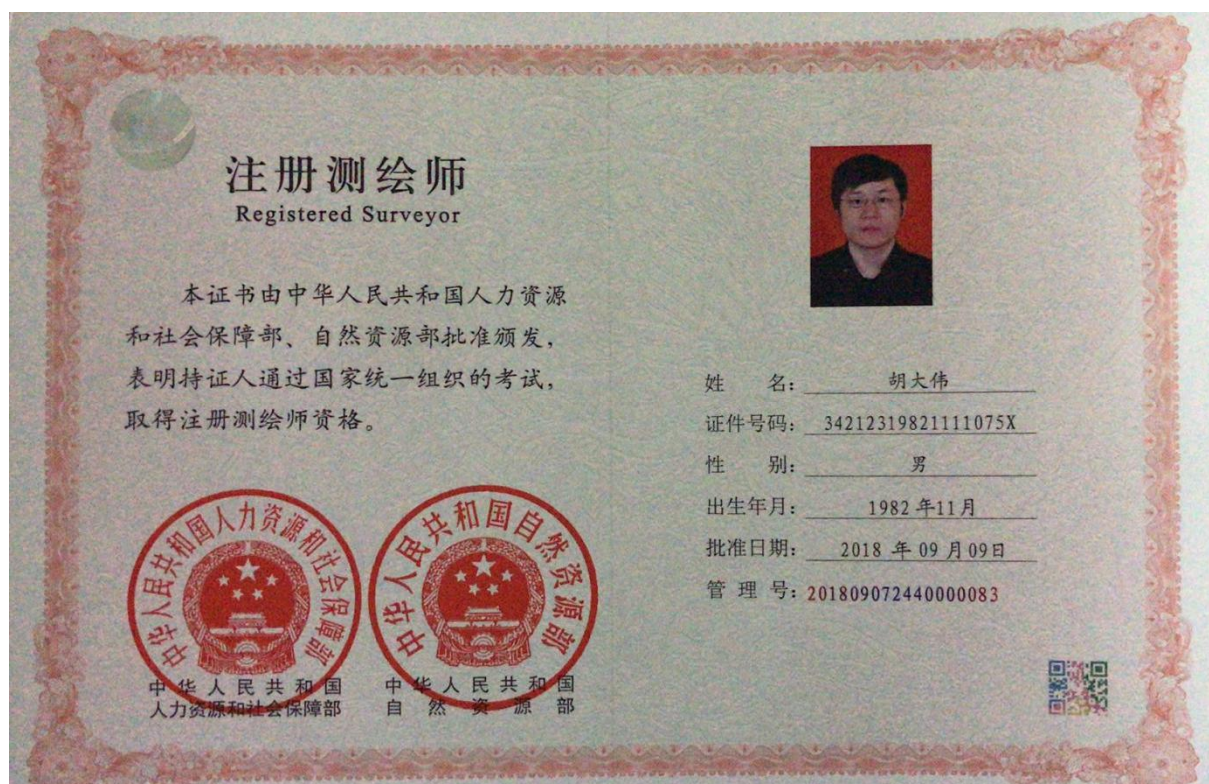 注册测绘师
Registered Surveyor
本证书由中华人民共和国人力资源
和社会保障部、自然资源部批准颁发，
表明持证人通过国家统一组织的考试，
取得注册测绘师资格。
中华人民共和国人力资源和社会保障部
中华人民共和国自然资源部
中华人民共和国
人力资源和社会保障部
中华人民共和国
自然资源部
姓 名：胡大伟
证件号码：34212319821111075X
性 别：男
出生年月：1982年11月
批准日期：2018 年 09 月09日
管 理 号：201809072440000083